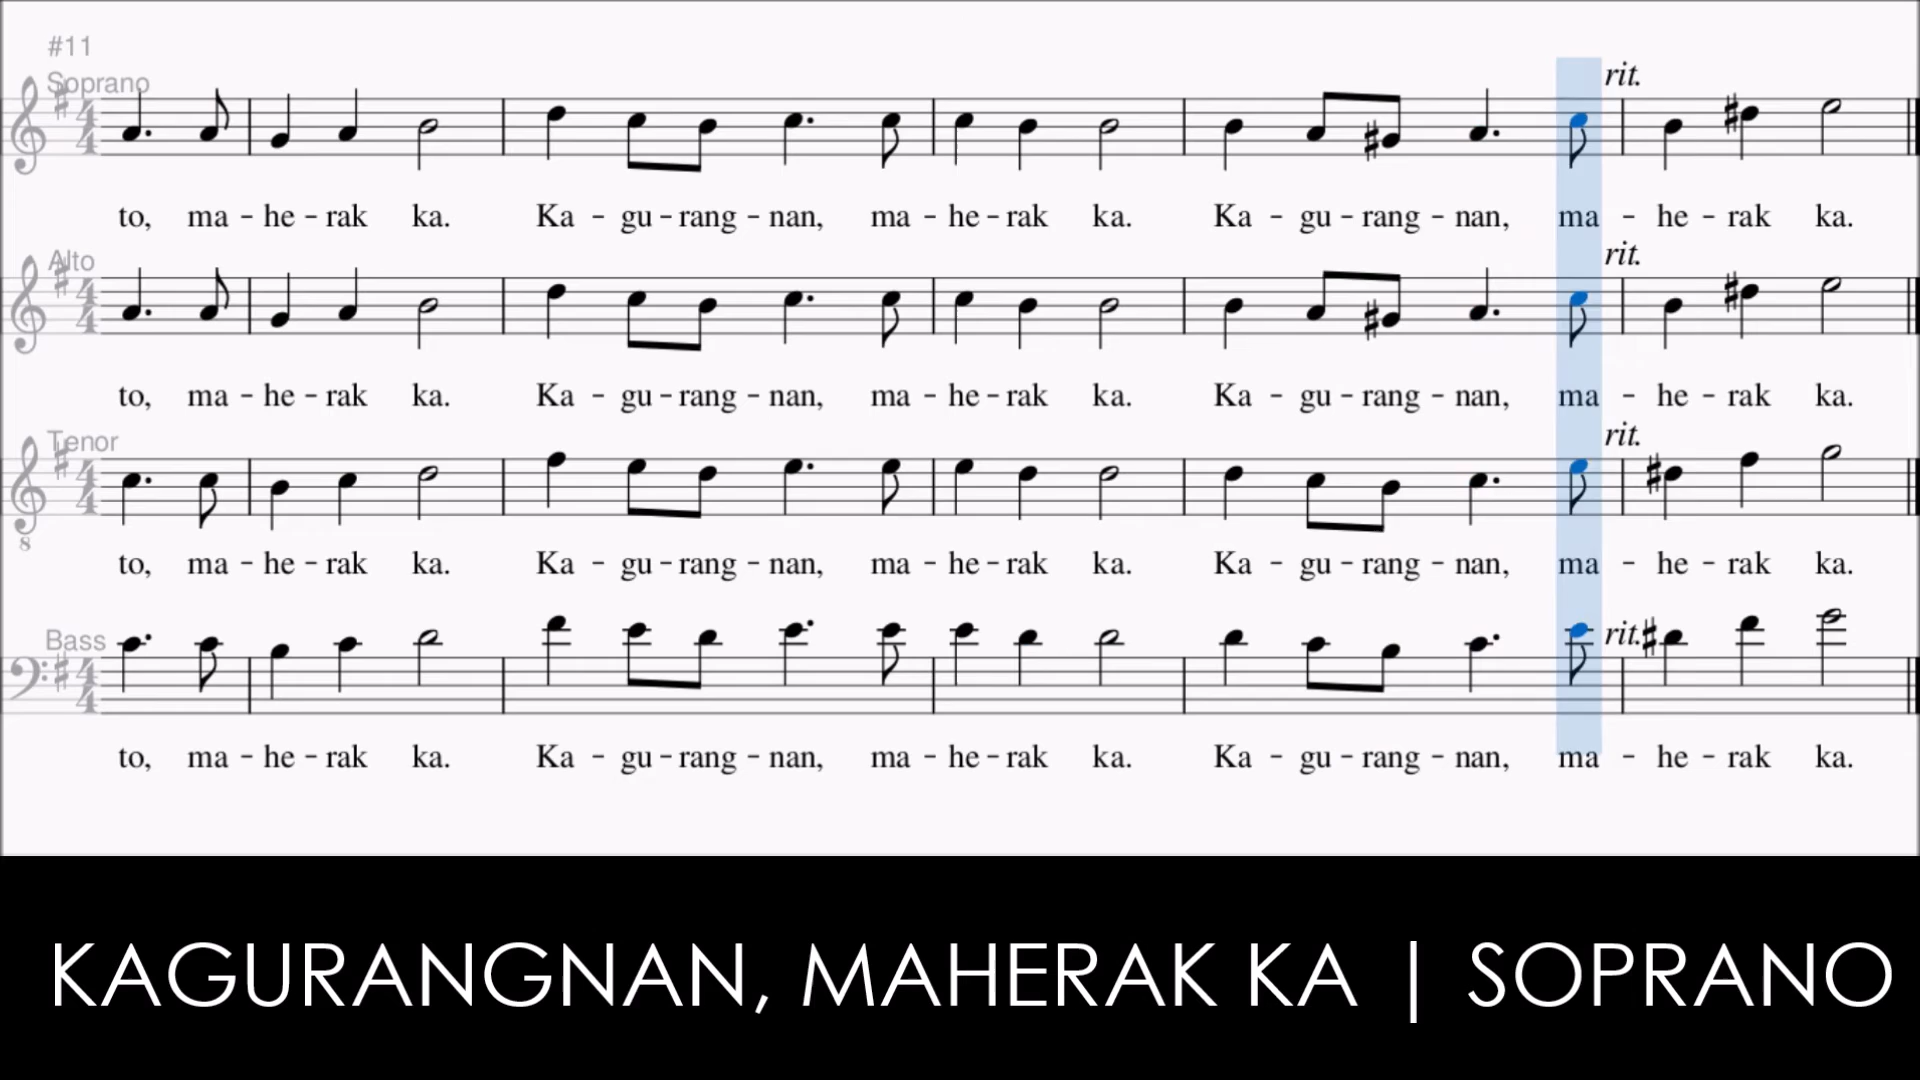 #11
Soprano
rit.
to, ma - he - rak ka. Ka - gu - rang - nan, ma - he - rak ka. Ka - gu - rang - nan, ma - he - rak ka.
Alto
rit.
to, ma - he - rak ka. Ka - gu - rang - nan, ma - he - rak ka. Ka - gu - rang - nan, ma - he - rak ka.
Tenor
rit.
to, ma - he - rak ka. Ka - gu - rang - nan, ma - he - rak ka. Ka - gu - rang - nan, ma - he - rak ka.
Bass
rit.
to, ma - he - rak ka. Ka - gu - rang - nan, ma - he - rak ka. Ka - gu - rang - nan, ma - he - rak ka.
KAGURANGNAN, MAHERAK KA | SOPRANO